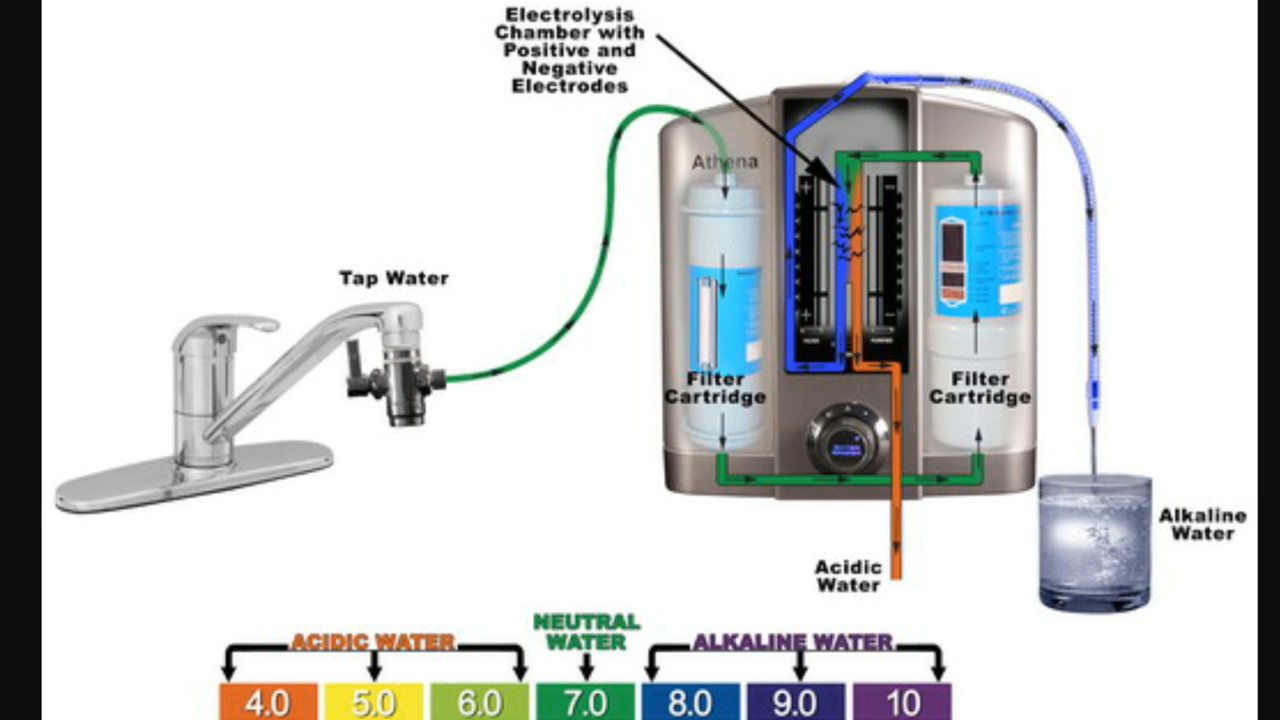 Electrolysis
Chamber with
Positive and
Negative
Electrodes
Athena
Tap Water
Filter
Cartridge
Filter
Cartridge
Acidic
Water
Alkaline
Water
ACIDIC WATER
NEUTRAL
WATER
ALKALINE WATER
4.0 5.0 6.0 7.0 8.0 9.0 10